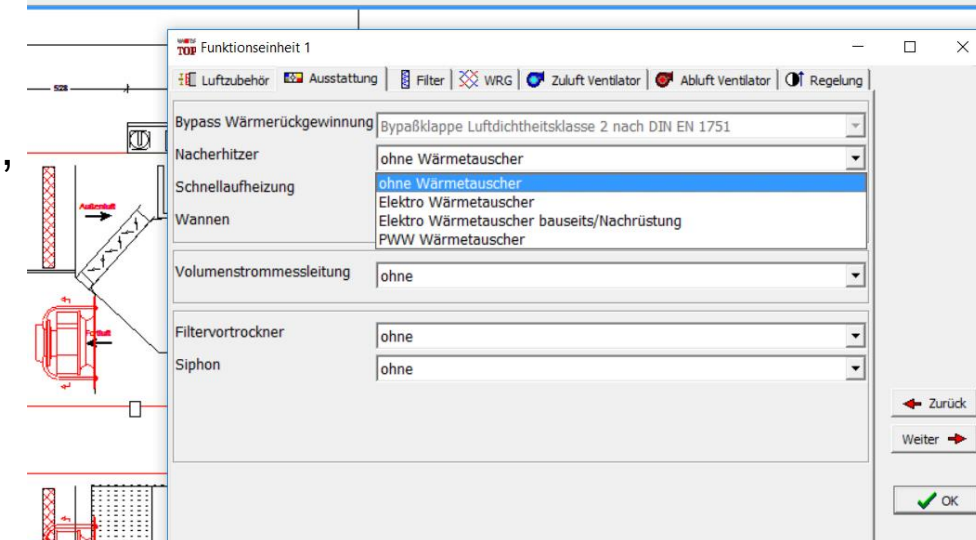 TOP Funktionseinheit 1
Luftzubehör Ausstattung Filter WRG Zuluft Ventilator Abluft Ventilator Regelung
528
,
Bypass Wärmerückgewinnung Bypaßklappe Luftdichtheitsklasse 2 nach DIN EN 1751
Nacherhitzer ohne Wärmetauscher
Schnellaufheizung ohne Wärmetauscher
Elektro Wärmetauscher
Wannen Elektro Wärmetauscher bauseits/Nachrüstung
PWW Wärmetauscher
Außenluft
Volumenstrommessleitung ohne
Filtervortrockner ohne
Fortluft
Siphon ohne
Zurück
Weiter
OK